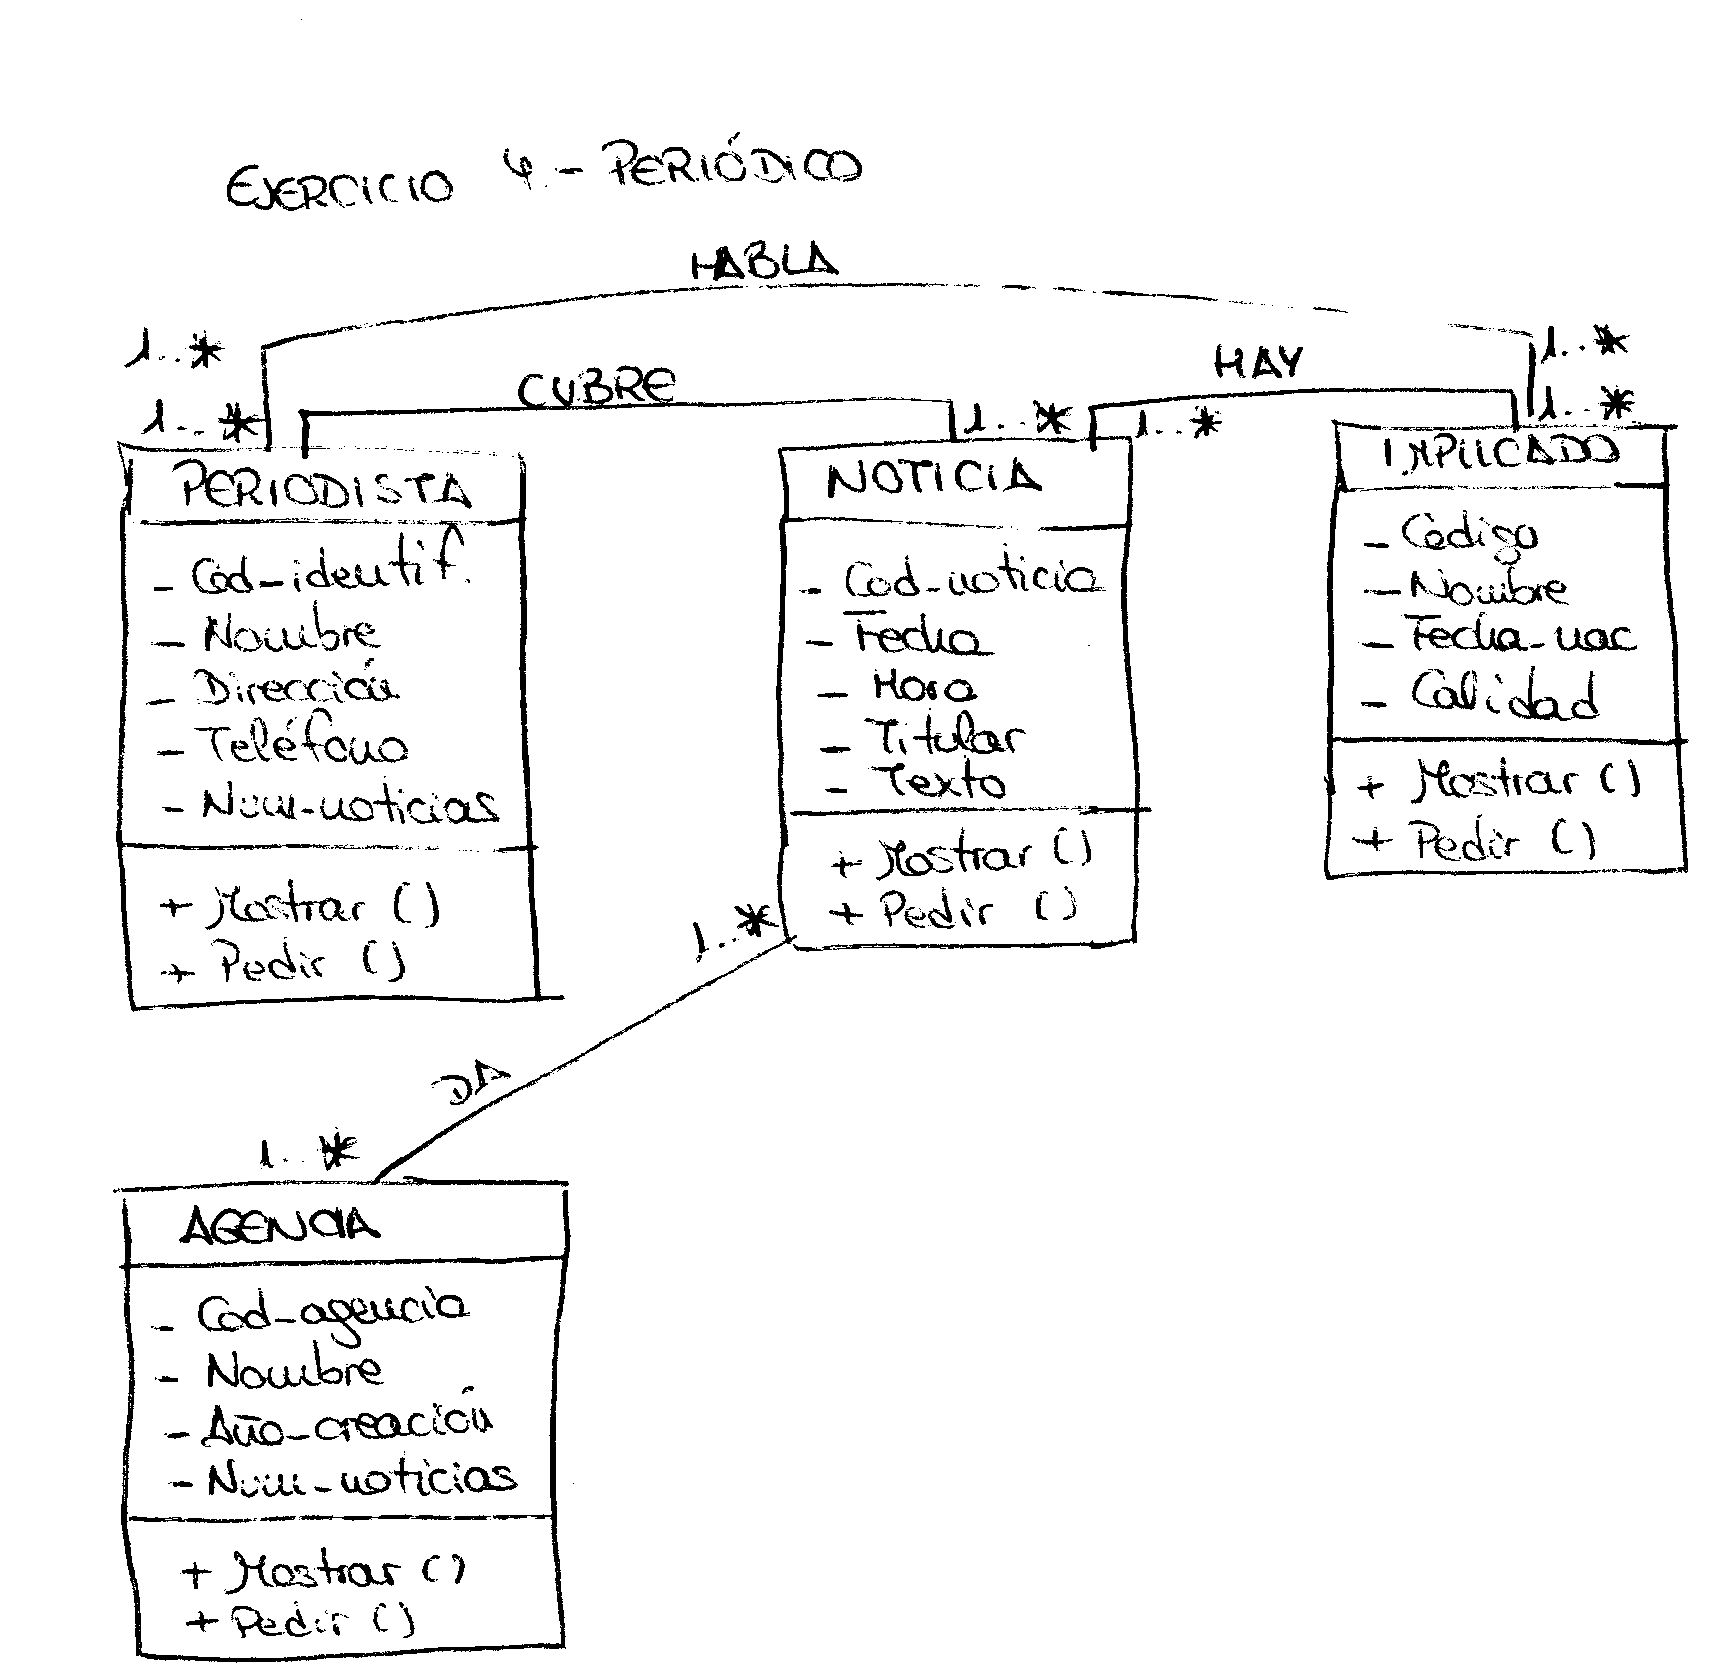 EJERCICIO 4.- PERIÓDICO
HABLA
1..*
1..*
CUBRE
HAY
1..*
1..*
1..*
1..*
PERIODISTA
- Cod-identif.
- Nombre
- Dirección
- Teléfono
- Num-noticias
+ Mostrar ()
+ Pedir ()
NOTICIA
- Cod-noticia
- Fecha
- Hora
- Titular
- Texto
+ Mostrar ()
+ Pedir ()
IMPLICADO
- Código
- Nombre
- Fecha-nac
- Calidad
+ Mostrar ()
+ Pedir ()
1..*
DA
1..*
AGENCIA
- Cod-agencia
- Nombre
- Año-creación
- Num-noticias
+ Mostrar ()
+ Pedir ()